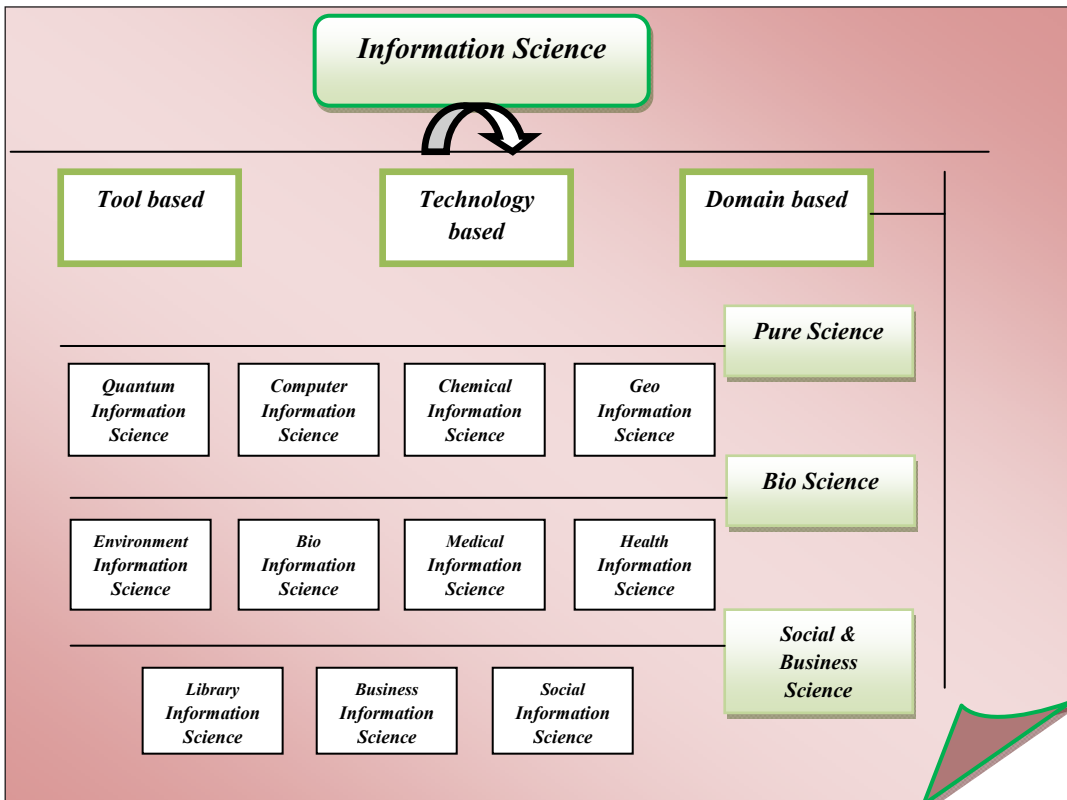 Information Science
Tool based
Technology
based
Domain based
Pure Science
Quantum
Information
Science
Computer
Information
Science
Chemical
Information
Science
Geo
Information
Science
Bio Science
Environment
Information
Science
Bio
Information
Science
Medical
Information
Science
Health
Information
Science
Social &
Business
Science
Library
Information
Science
Business
Information
Science
Social
Information
Science